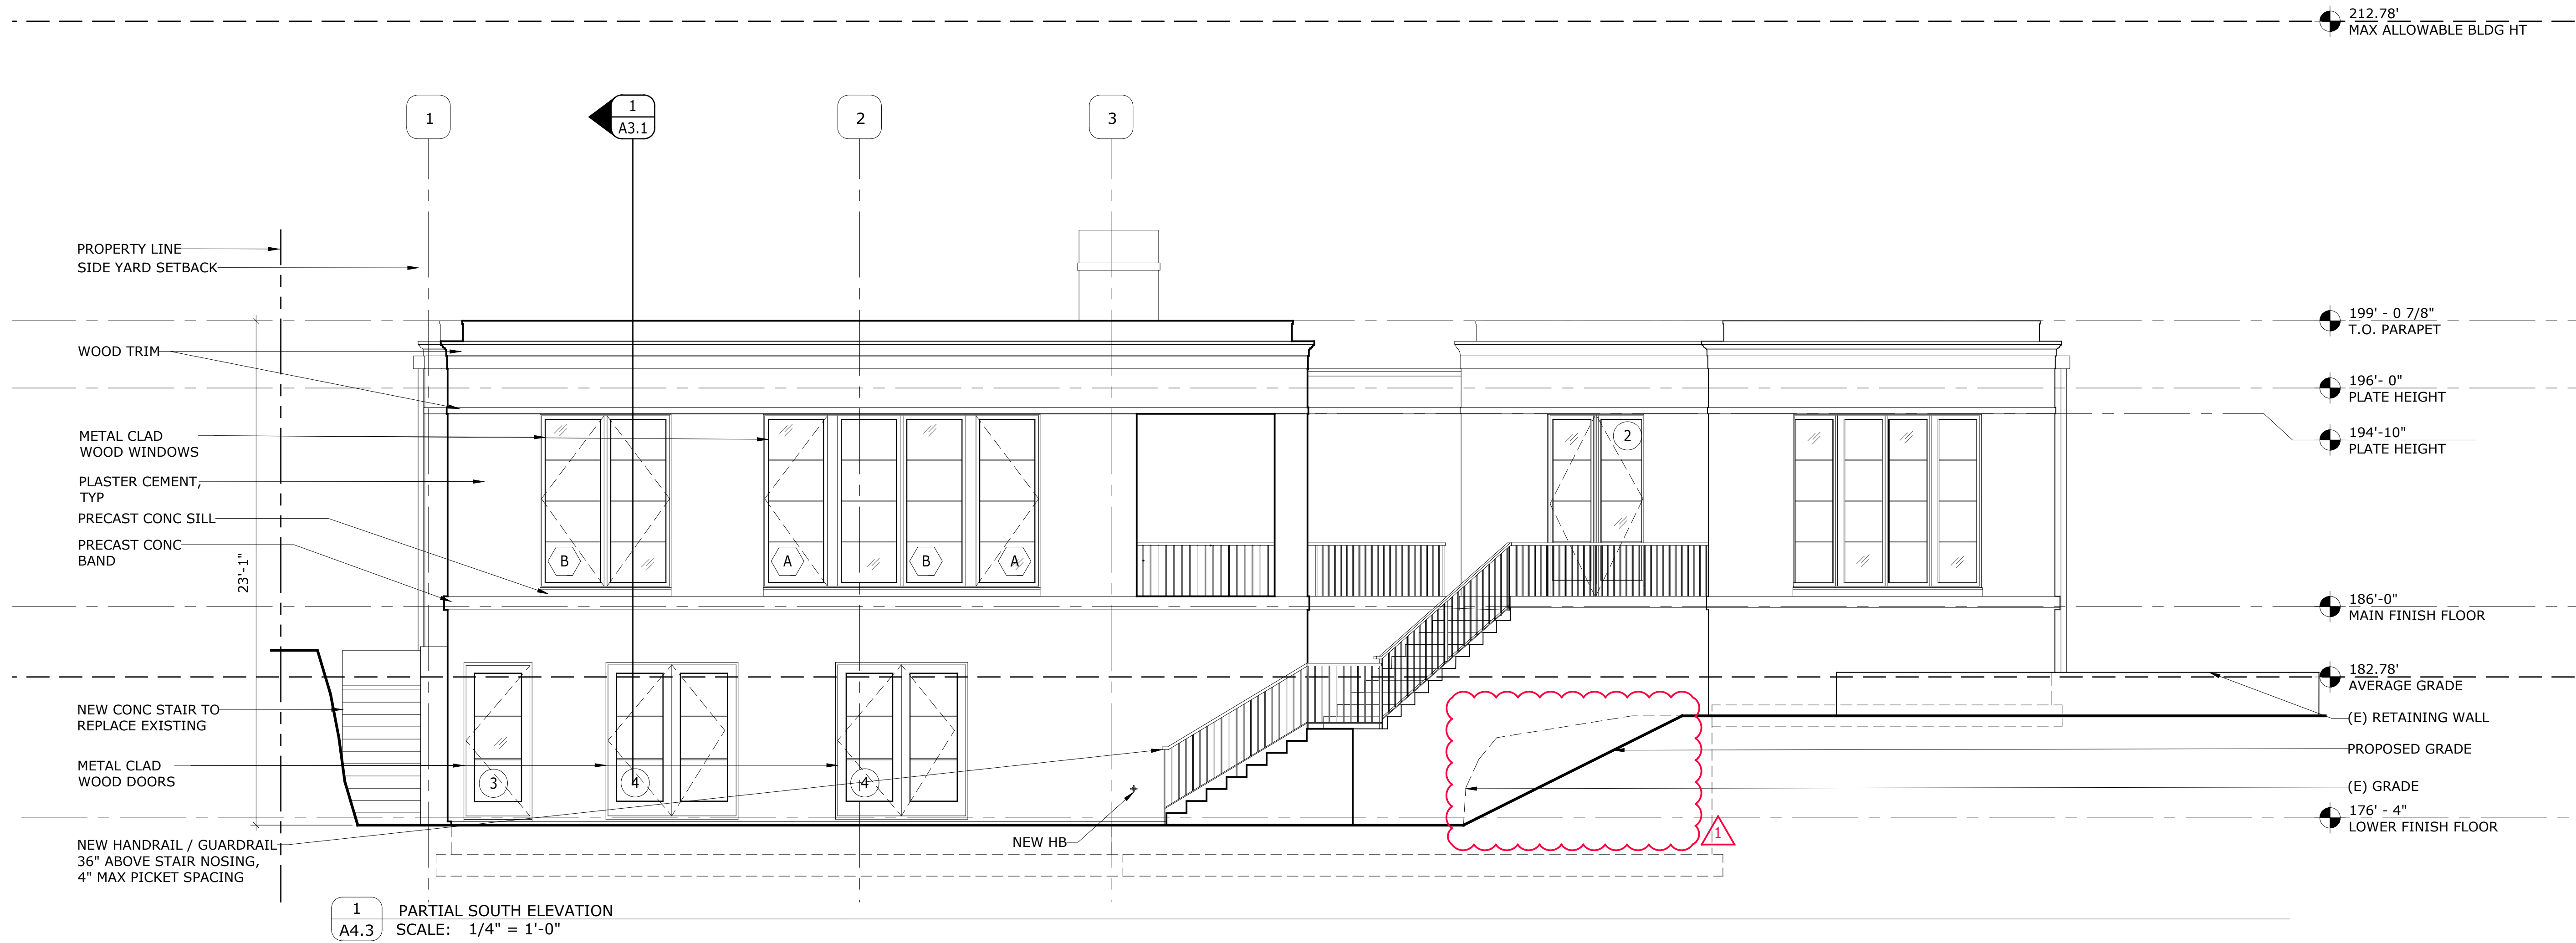 212.78'
MAX ALLOWABLE BLDG HT
1
1
A3.1
2
3
PROPERTY LINE
SIDE YARD SETBACK
199' - 0 7/8"
T.O. PARAPET
WOOD TRIM
196'- 0"
PLATE HEIGHT
METAL CLAD
WOOD WINDOWS
2
194'-10"
PLATE HEIGHT
PLASTER CEMENT,
TYP
PRECAST CONC SILL
PRECAST CONC
BAND
B
A
B
A
23'-1"
186'-0"
MAIN FINISH FLOOR
182.78'
AVERAGE GRADE
NEW CONC STAIR TO
REPLACE EXISTING
(E) RETAINING WALL
PROPOSED GRADE
METAL CLAD
WOOD DOORS
3
4
4
(E) GRADE
176' - 4"
LOWER FINISH FLOOR
1
NEW HB
NEW HANDRAIL / GUARDRAIL
36" ABOVE STAIR NOSING,
4" MAX PICKET SPACING
1
A4.3
PARTIAL SOUTH ELEVATION
SCALE: 1/4" = 1'-0"